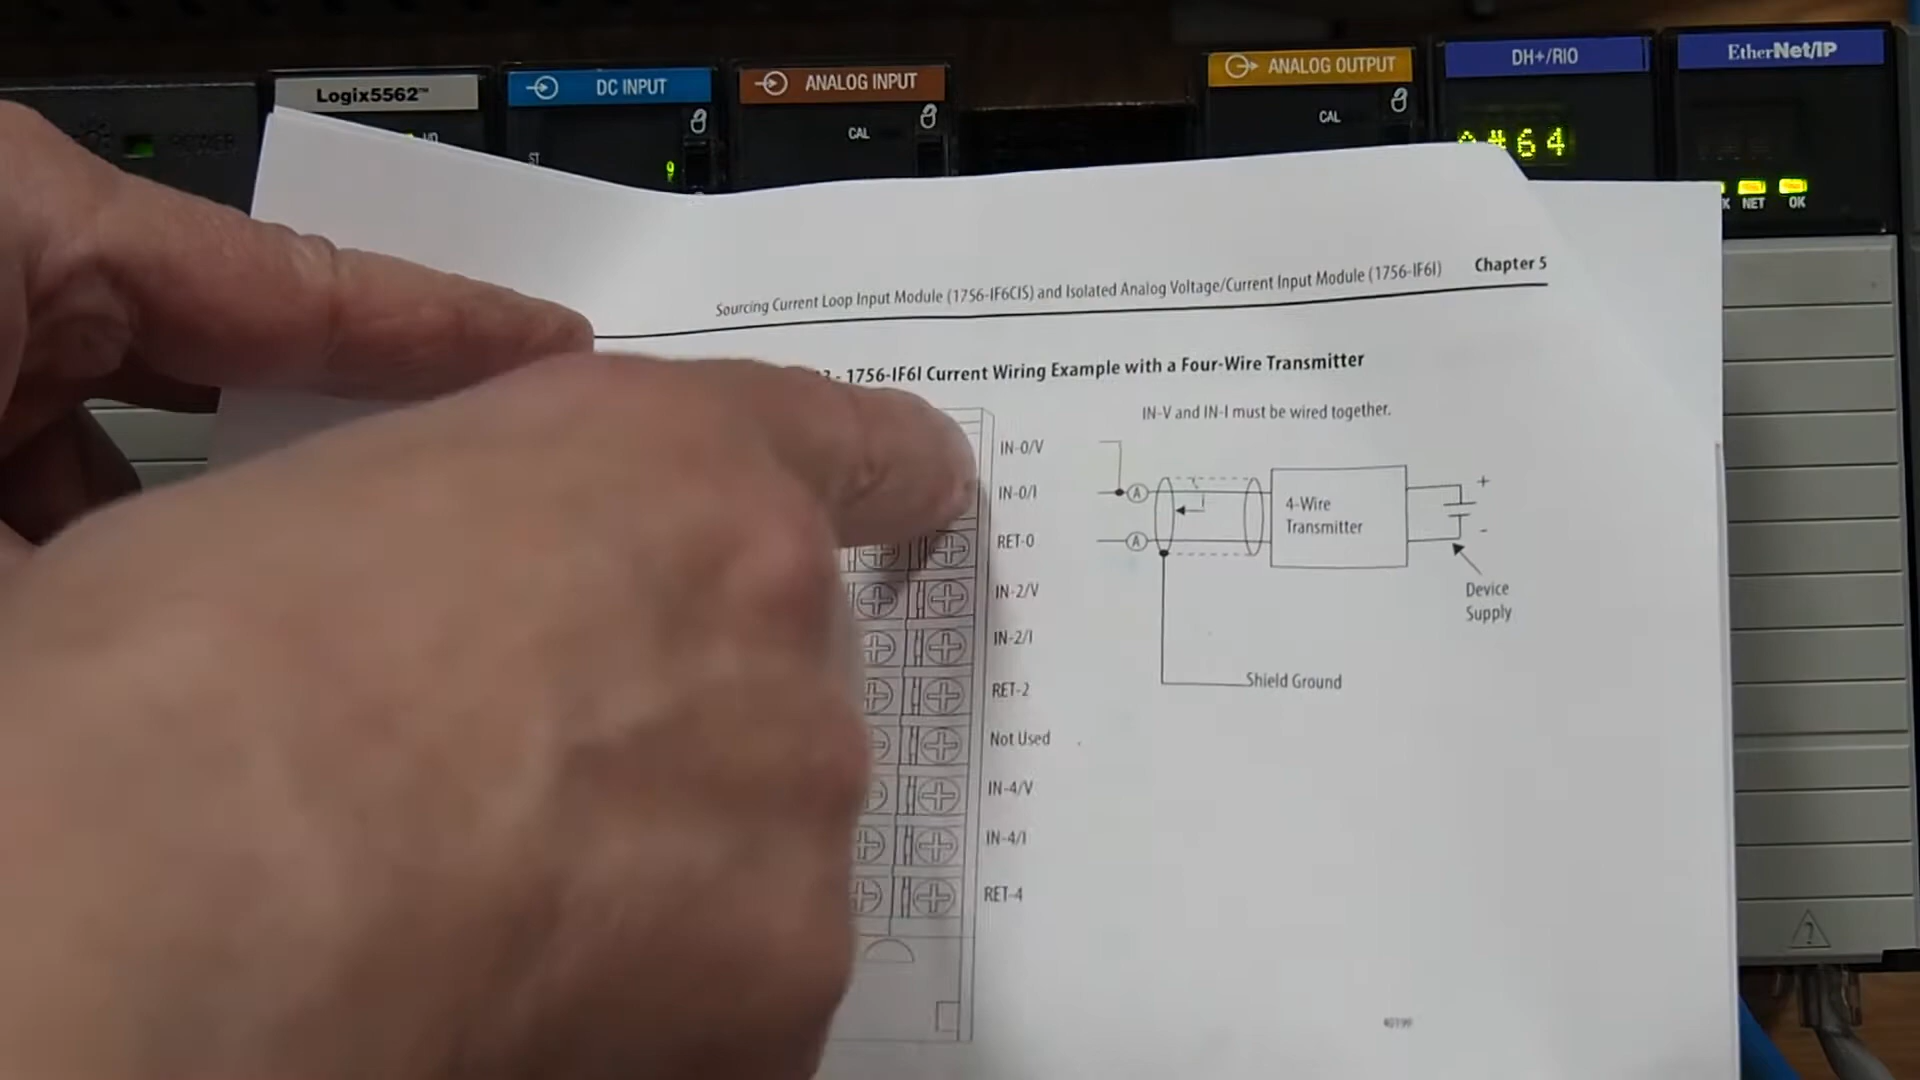 Logix5562™
DC INPUT
ANALOG INPUT
ANALOG OUTPUT
DH+/RIO
EtherNet/IP
POWER
I/O
ST
CAL
CAL
#64
NET
OK
Sourcing Current Loop Input Module (1756-IF6CIS) and Isolated Analog Voltage/Current Input Module (1756-IF6I)
Chapter 5
- 1756-IF6I Current Wiring Example with a Four-Wire Transmitter
IN-V and IN-I must be wired together.
IN-0/V
IN-0/I
RET-0
IN-2/V
IN-2/I
RET-2
Not Used
IN-4/V
IN-4/I
RET-4
A
i
A
4-Wire
Transmitter
+
-
Device
Supply
Shield Ground